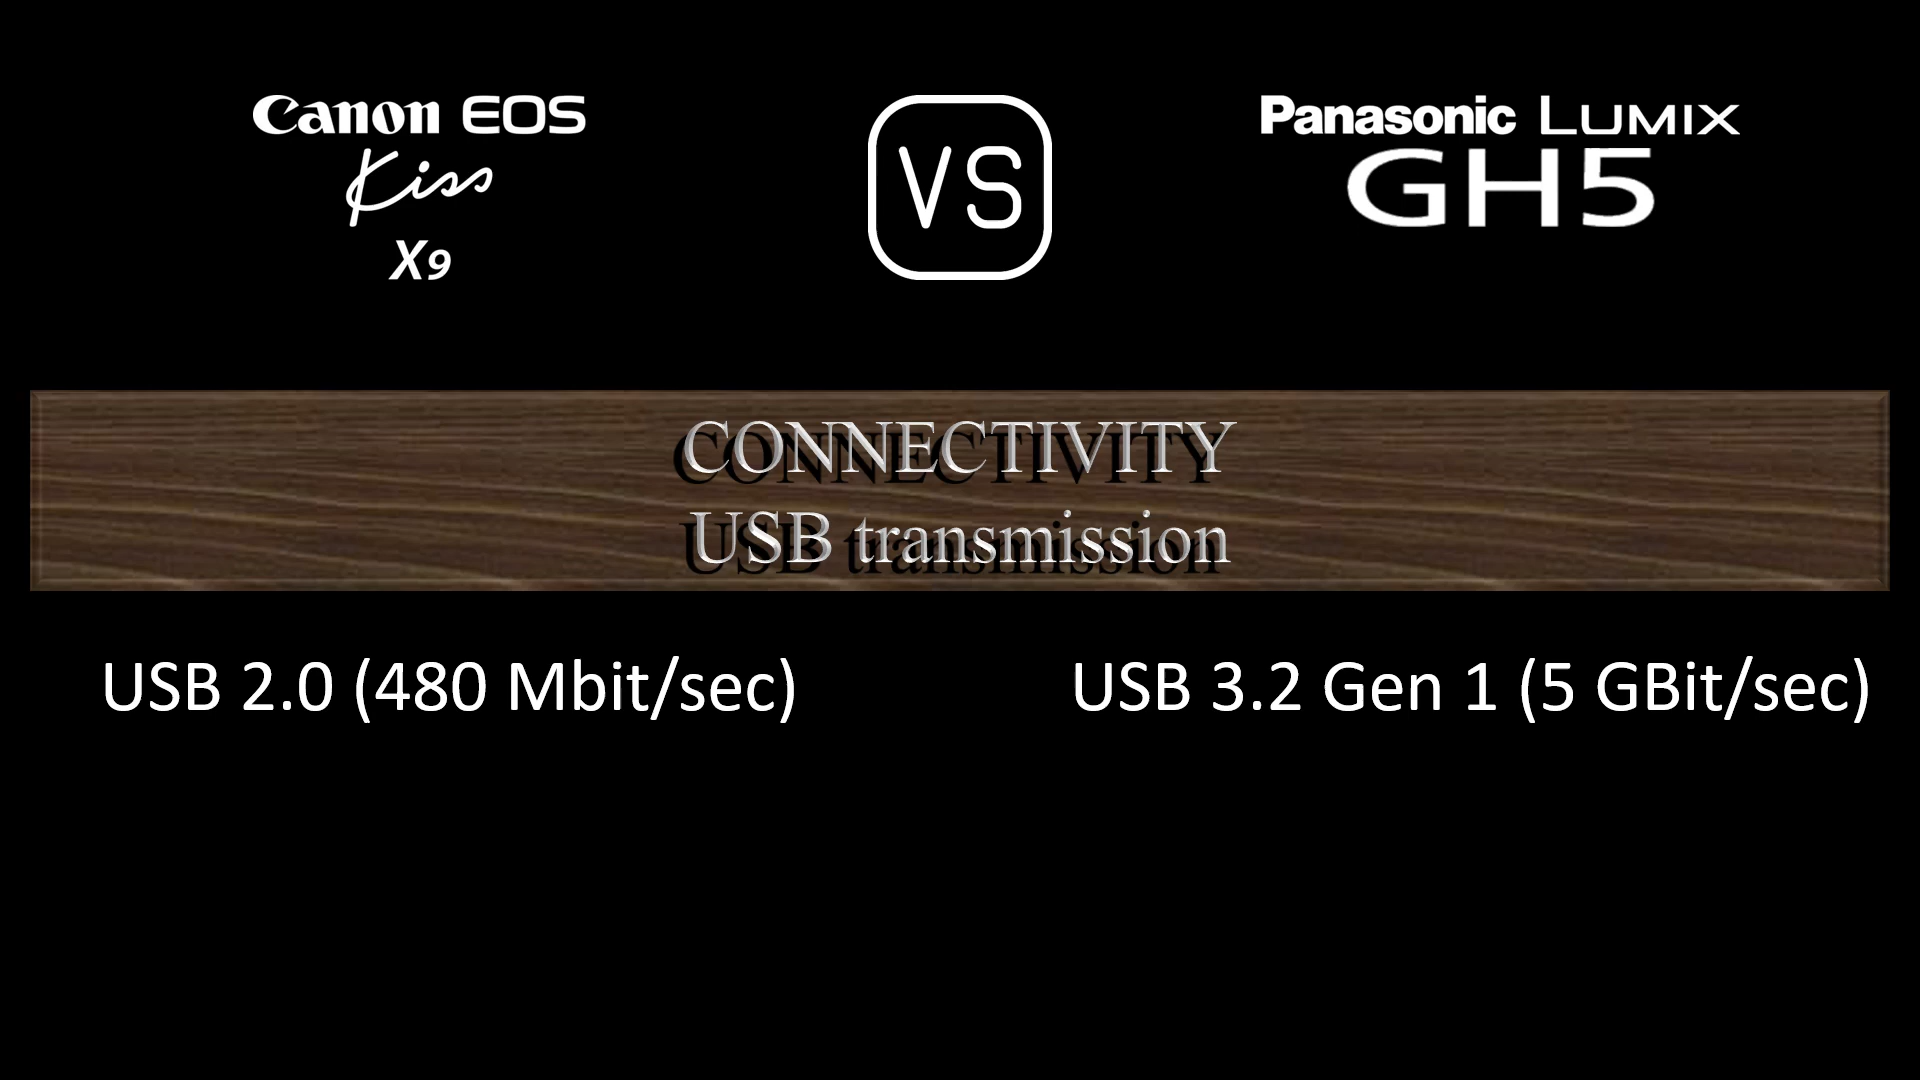 Canon EOS
Kiss
X9
VS
Panasonic LUMIX
GH5
CONNECTIVITY
USB transmission
USB 2.0 (480 Mbit/sec)
USB 3.2 Gen 1 (5 GBit/sec)